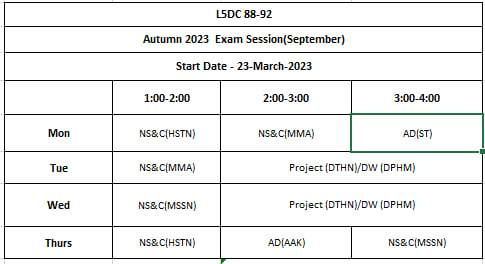 L5DC 88-92
Autumn 2023  Exam Session(September)
Start Date - 23-March-2023
1:00-2:00 2:00-3:00 3:00-4:00
Mon NS&C(HSTN) NS&C(MMA) AD(ST)
Tue NS&C(MMA) Project (DTHN)/DW (DPHM)
Wed NS&C(MSSN) Project (DTHN)/DW (DPHM)
Thurs NS&C(HSTN) AD(AAK) NS&C(MSSN)